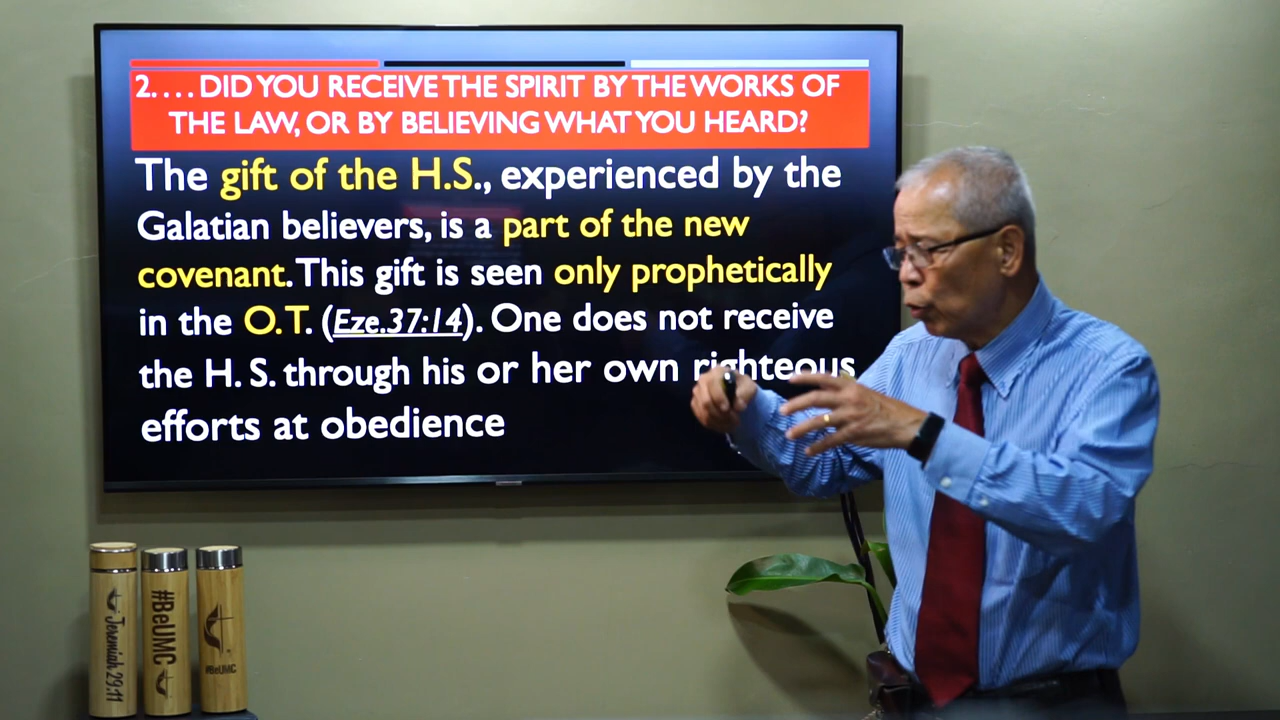 2. . . . DID YOU RECEIVE THE SPIRIT BY THE WORKS OF
THE LAW, OR BY BELIEVING WHAT YOU HEARD?
The gift of the H.S., experienced by the
Galatian believers, is a part of the new
covenant. This gift is seen only prophetically
in the O.T. (Eze.37:14). One does not receive
the H. S. through his or her own righteous
efforts at obedience
Jeremiah 29:11
#BeUMC
#BeUMC